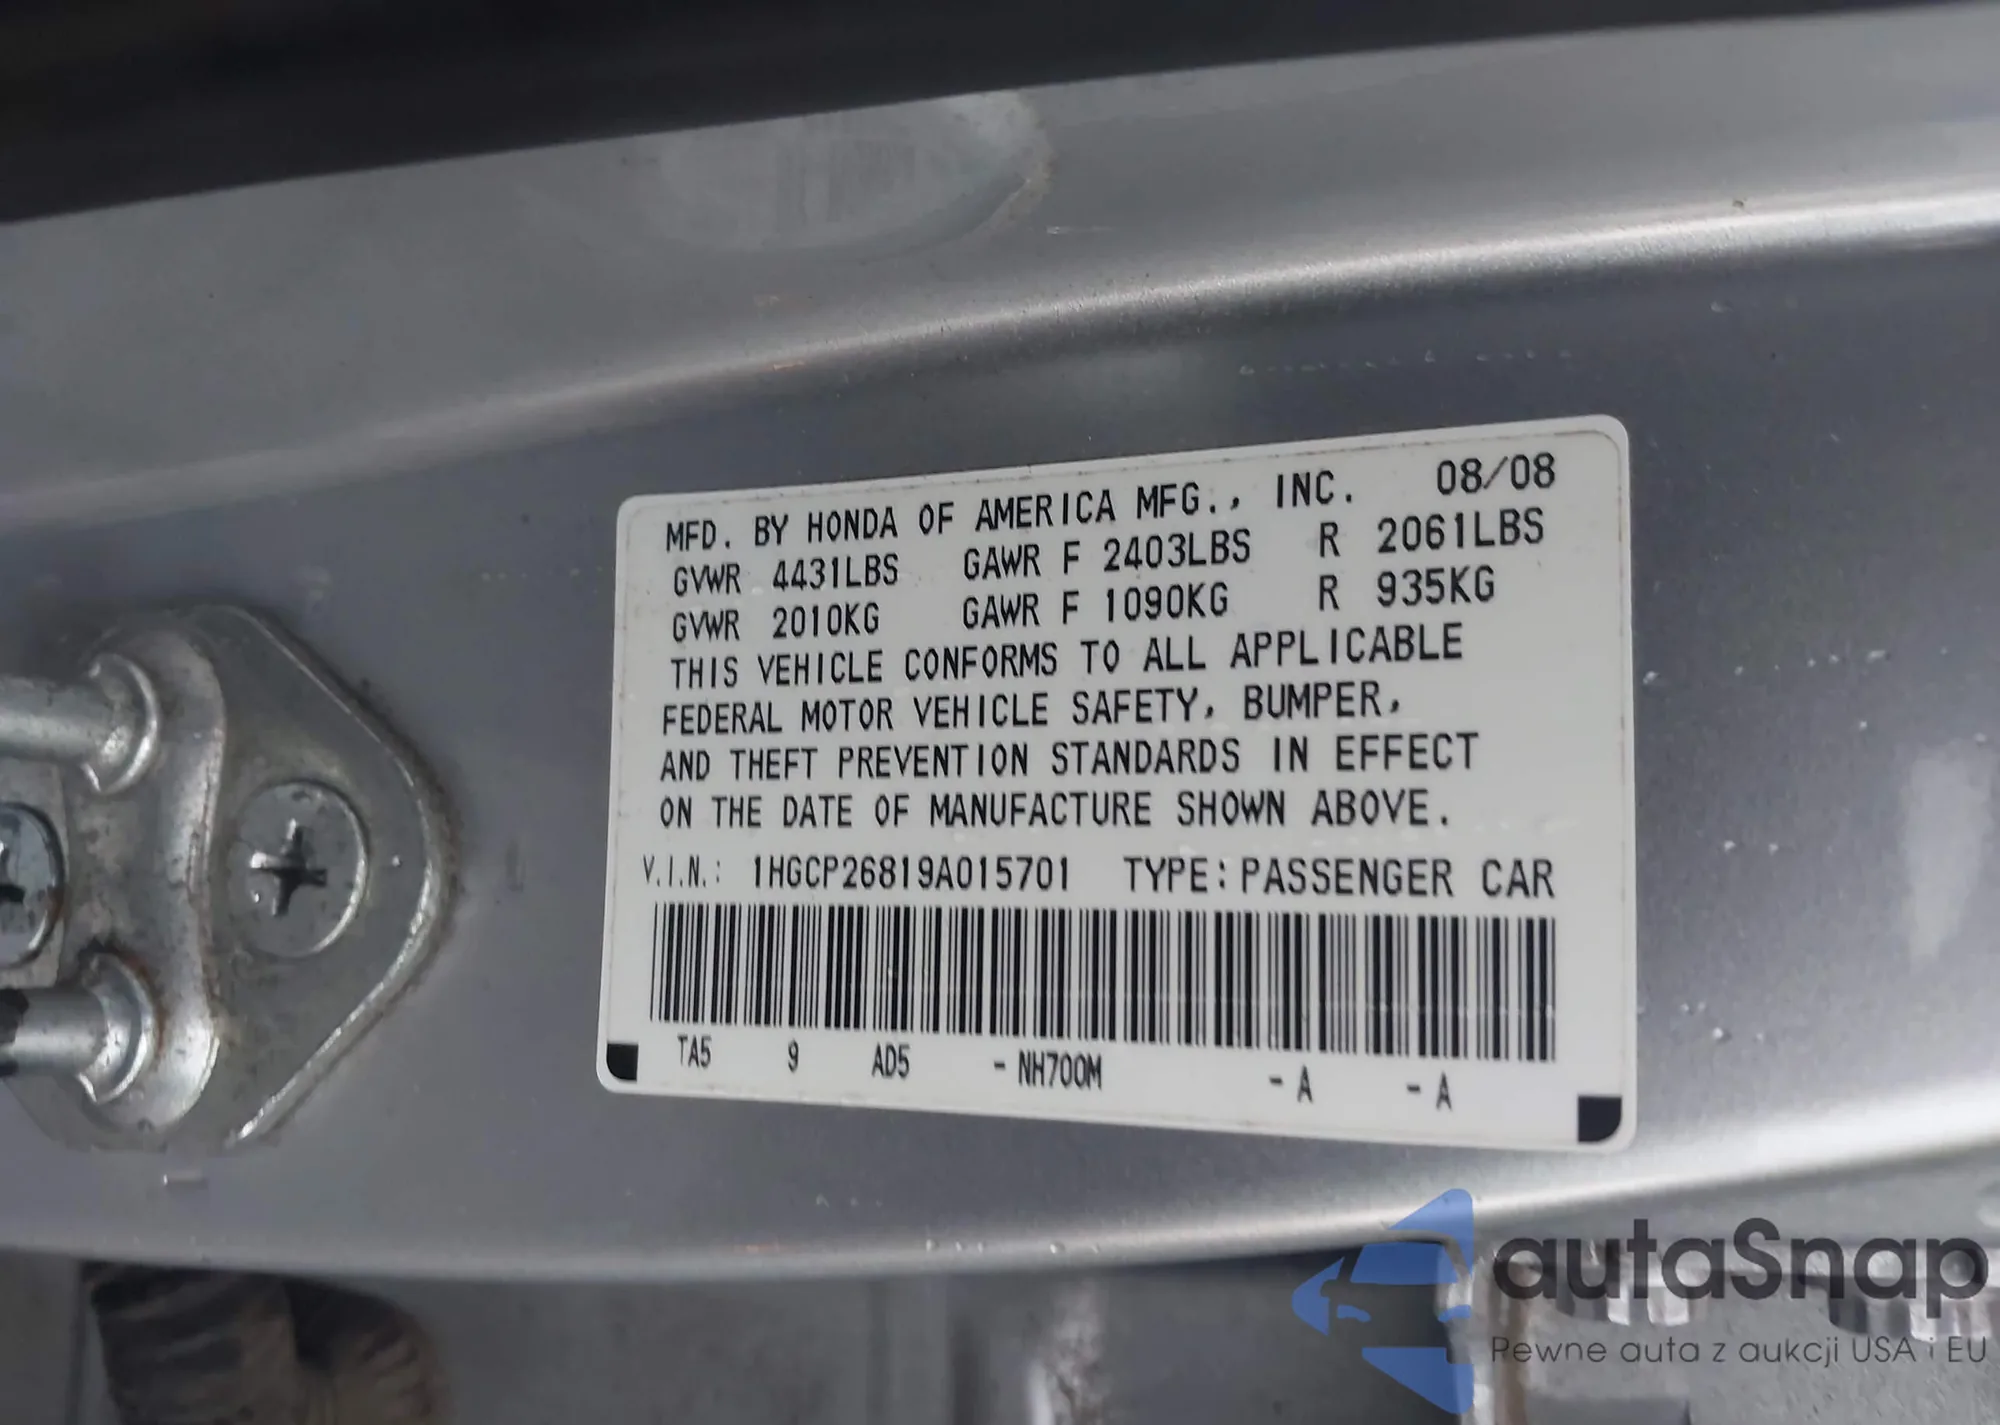 MFD. BY HONDA OF AMERICA MFG., INC. 08/08
GVWR 4431LBS GAWR F 2403LBS R 2061LBS
GVWR 2010KG GAWR F 1090KG R 935KG
THIS VEHICLE CONFORMS TO ALL APPLICABLE
FEDERAL MOTOR VEHICLE SAFETY, BUMPER,
AND THEFT PREVENTION STANDARDS IN EFFECT
ON THE DATE OF MANUFACTURE SHOWN ABOVE.
V.I.N.: 1HGCP26819A015701 TYPE: PASSENGER CAR
TA5 9 AD5 - NH700M - A - A
autaSnap
Pewne auta z aukcji USA i EU